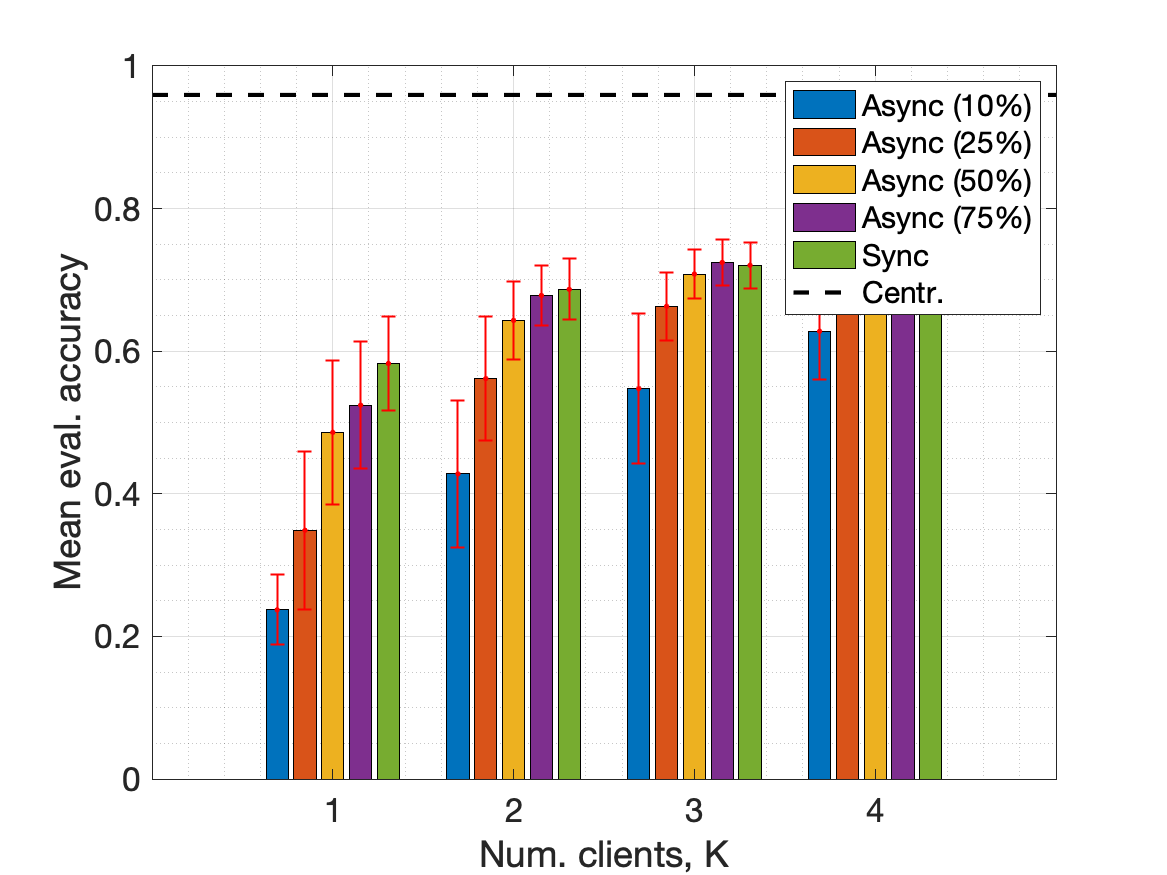 1
0.8
0.6
0.4
0.2
0
Mean eval. accuracy
1
2
3
4
Num. clients, K
Async (10%)
Async (25%)
Async (50%)
Async (75%)
Sync
Centr.